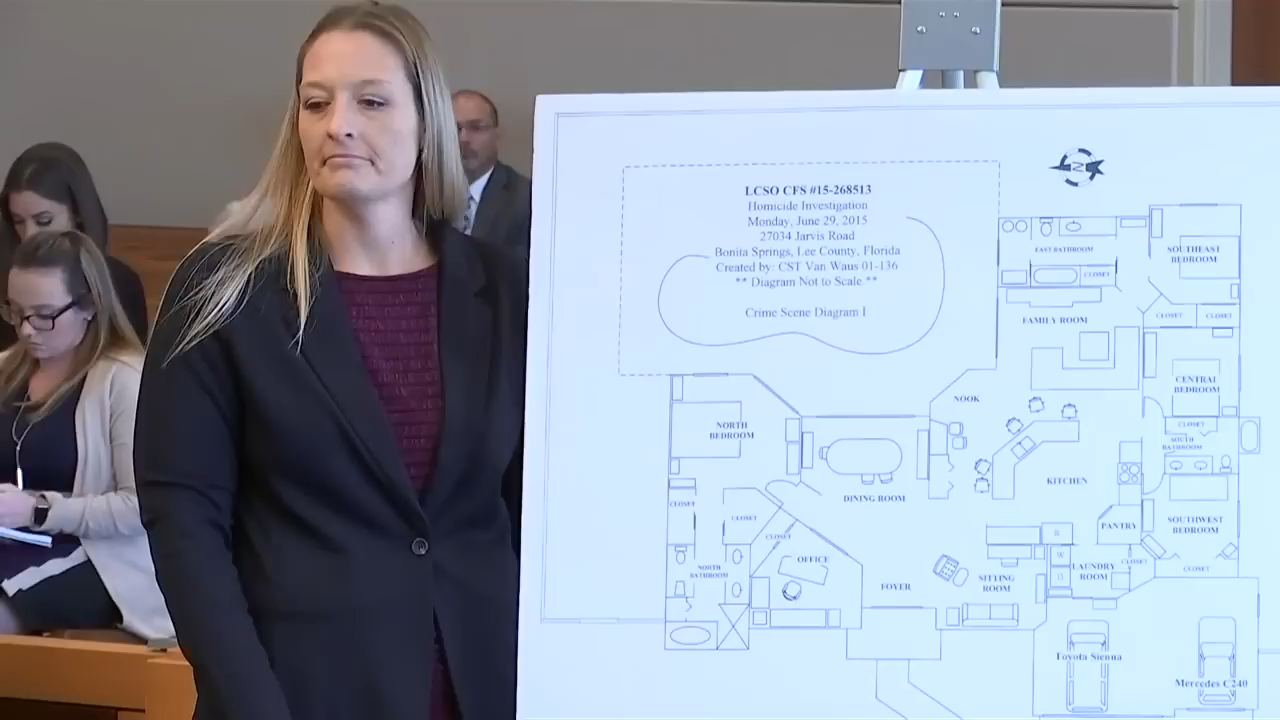 LCSO CFS #15-268513
Homicide Investigation
Monday, June 29, 2015
27034 Jarvis Road
Bonita Springs, Lee County, Florida
Created by: CST Van Waus 01-136
** Diagram Not to Scale **
Crime Scene Diagram I
N
EAST BATHROOM
CLOSET
SOUTHEAST
BEDROOM
CLOSET
CLOSET
FAMILY ROOM
CENTRAL
BEDROOM
NOOK
CLOSET
SOUTH
BATHROOM
NORTH
BEDROOM
DINING ROOM
KITCHEN
CLOSET
CLOSET
CLOSET
PANTRY
SOUTHWEST
BEDROOM
R
W
D
LAUNDRY
ROOM
CLOSET
CLOSET
NORTH
BATHROOM
OFFICE
FOYER
SITTING
ROOM
Toyota Sienna
Mercedes C240